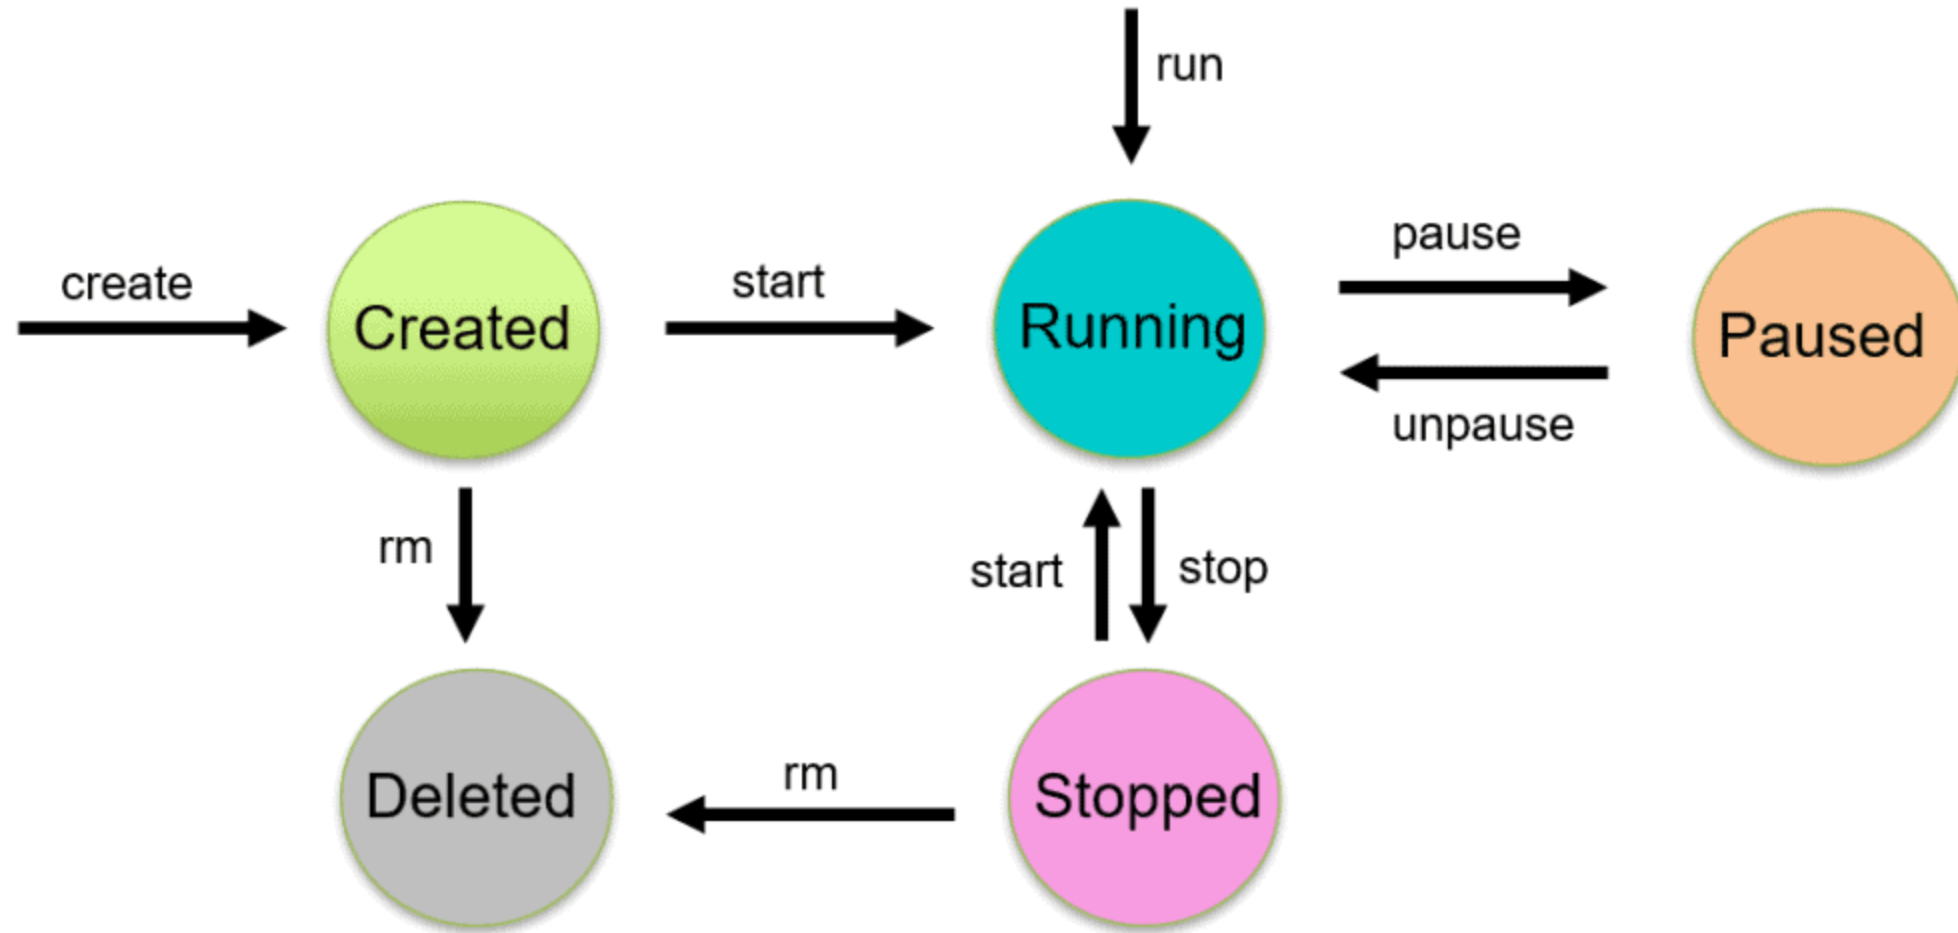 run
create
Created
start
Running
pause
unpause
Paused
rm
start
stop
Deleted
rm
Stopped